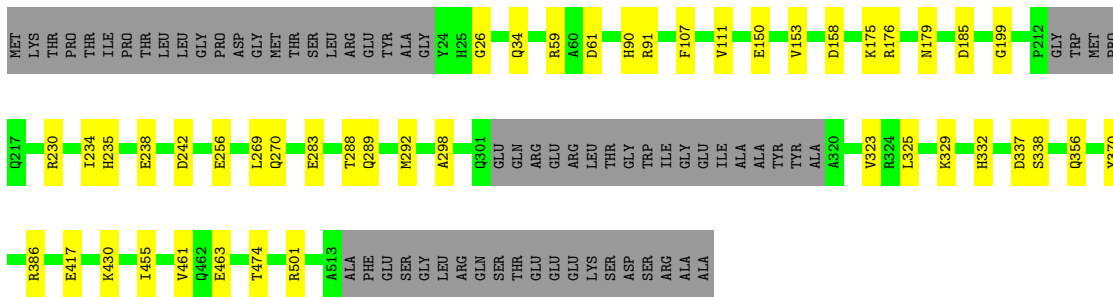 MET LYS THR PRO THR ILE PRO THR LEU LEU GLY PRO ASP GLY MET THR SER LEU ARG GLU TYR ALA GLY Y24 H25 G26 Q34 R59 A60 D61 H90 R91 F107 V111 E150 V153 D158 K175 R176 N179 D185 G199 P212 GLY TRP MET PRO
Q217 R230 I234 H235 E238 D242 E256 L269 Q270 E283 T288 Q289 M292 A298 Q301 GLU GLN ARG GLU ARG LEU THR GLY TRP ILE GLY GLU ILE ALA ALA TYR TYR ALA A320 V323 R324 L325 K329 H332 D337 S338 Q356 Y370
R386 E417 K430 I455 V461 Q462 E463 T474 R501 A513 ALA PHE GLU SER GLY LEU ARG GLN SER THR GLU GLU GLU LYS SER ASP SER ARG ALA ALA